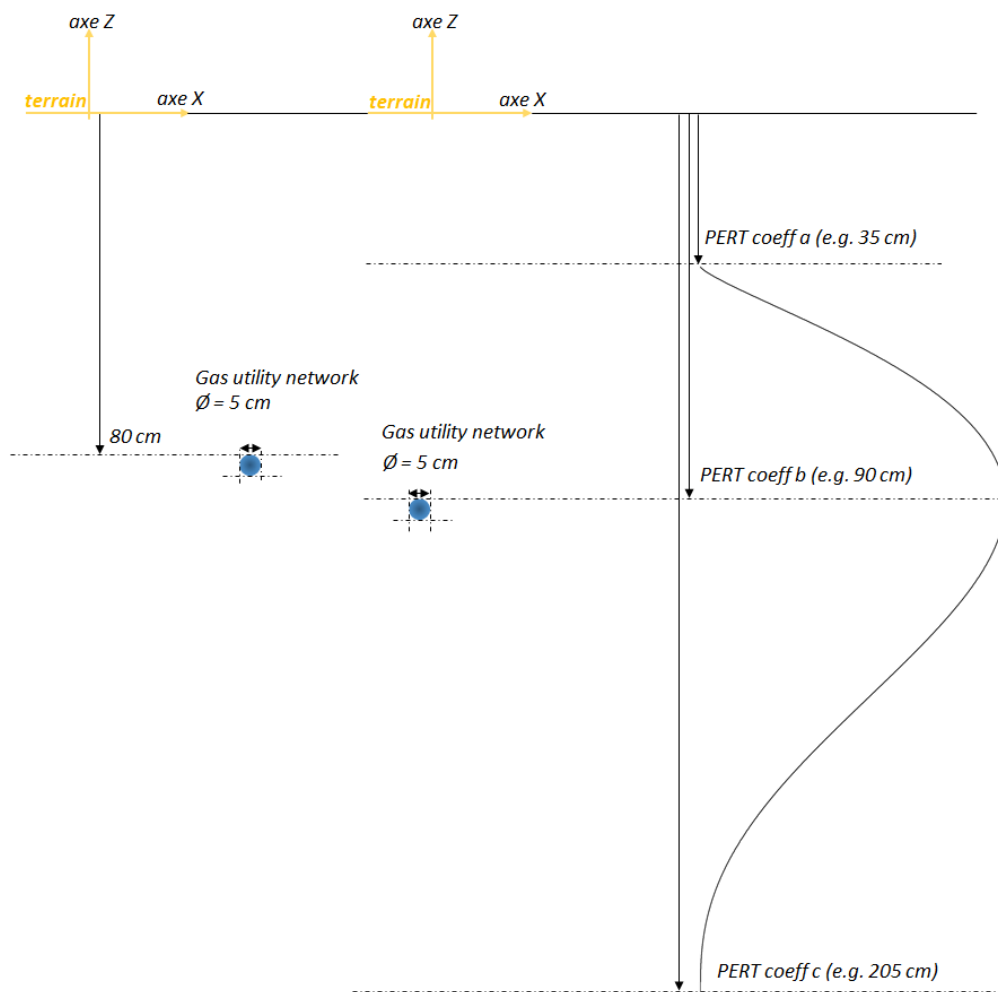 axe Z
axe Z
terrain
axe X
terrain
axe X
PERT coeff a (e.g. 35 cm)
Gas utility network
Ø = 5 cm
80 cm
Gas utility network
Ø = 5 cm
PERT coeff b (e.g. 90 cm)
PERT coeff c (e.g. 205 cm)